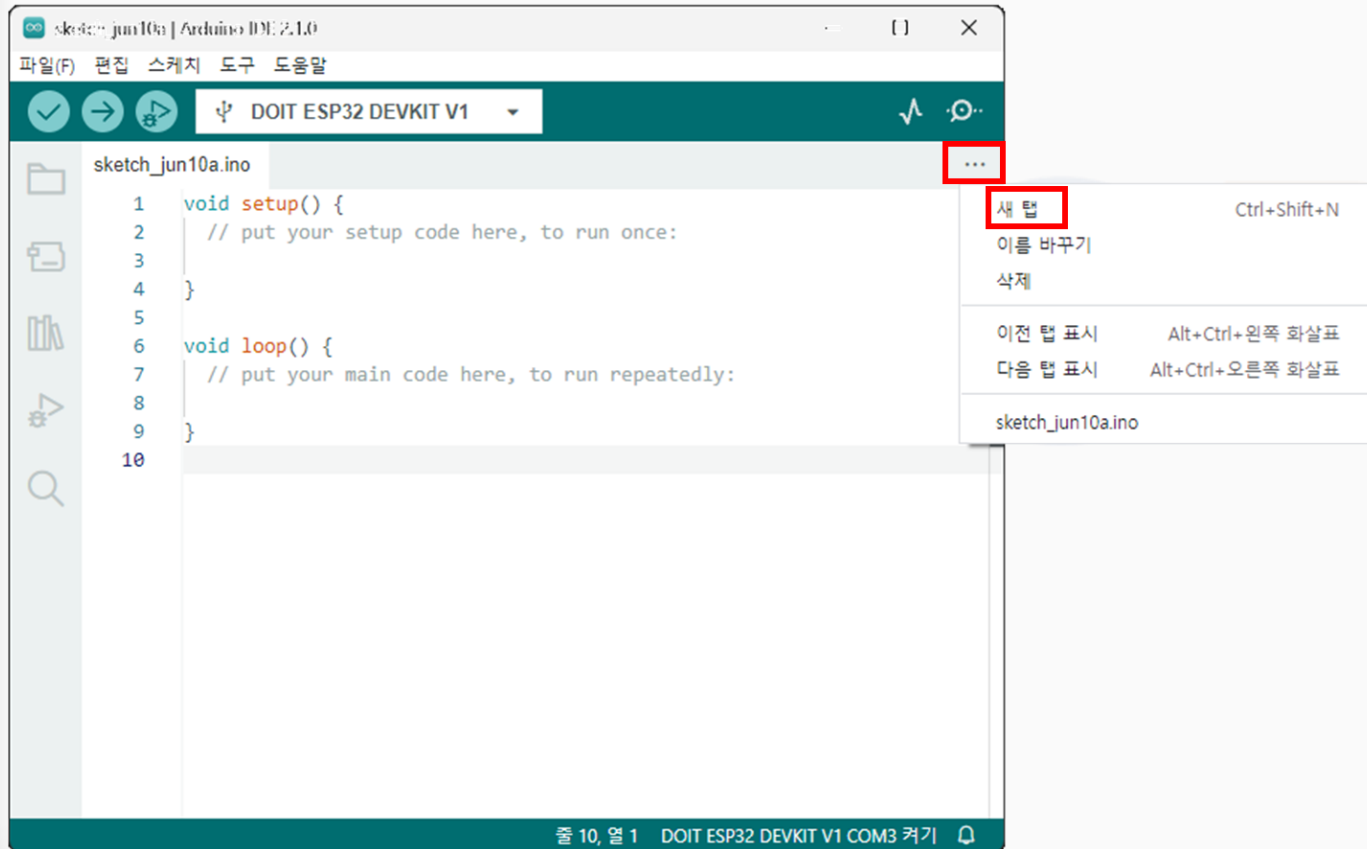 sketch_jun10a | Arduino IDE 2.1.0
파일(F) 편집 스케치 도구 도움말
DOIT ESP32 DEVKIT V1
sketch_jun10a.ino
...
1 void setup() {
2 // put your setup code here, to run once:
3
4 }
5
6 void loop() {
7 // put your main code here, to run repeatedly:
8
9 }
10
새 탭 Ctrl+Shift+N
이름 바꾸기
삭제
이전 탭 표시 Alt+Ctrl+왼쪽 화살표
다음 탭 표시 Alt+Ctrl+오른쪽 화살표
sketch_jun10a.ino
줄 10, 열 1 DOIT ESP32 DEVKIT V1 COM3 켜기